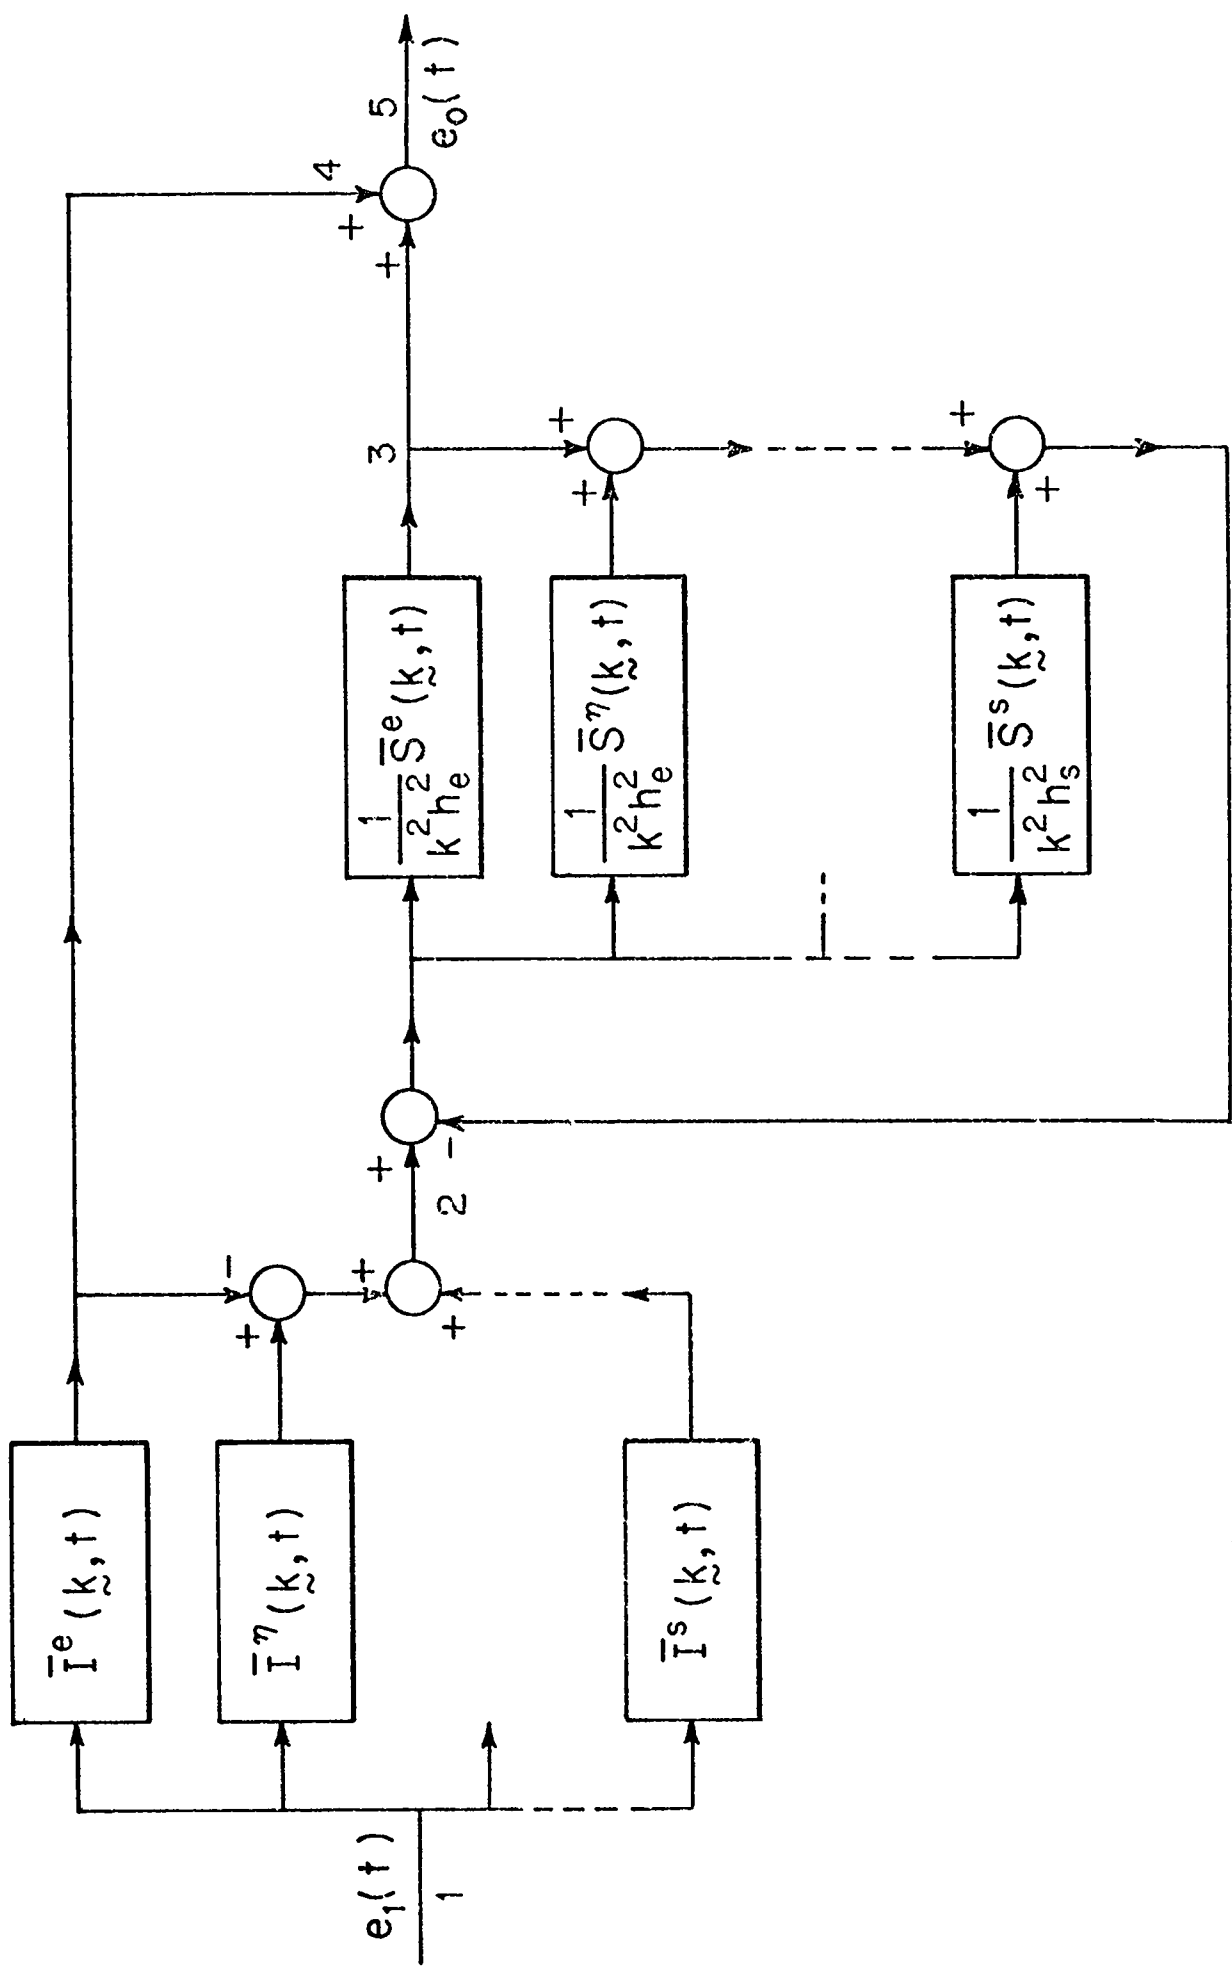 e₁(t)
1
Ī^e(k̰,t)
Ī^η(k̰,t)
Ī^s(k̰,t)
-
+
+
+
2
+
-
1/(k²h_e²) S̄^e(k̰,t)
1/(k²h_e²) S̄^η(k̰,t)
1/(k²h_s²) S̄^s(k̰,t)
3
+
+
+
+
+
+
4
5
e₀(t)